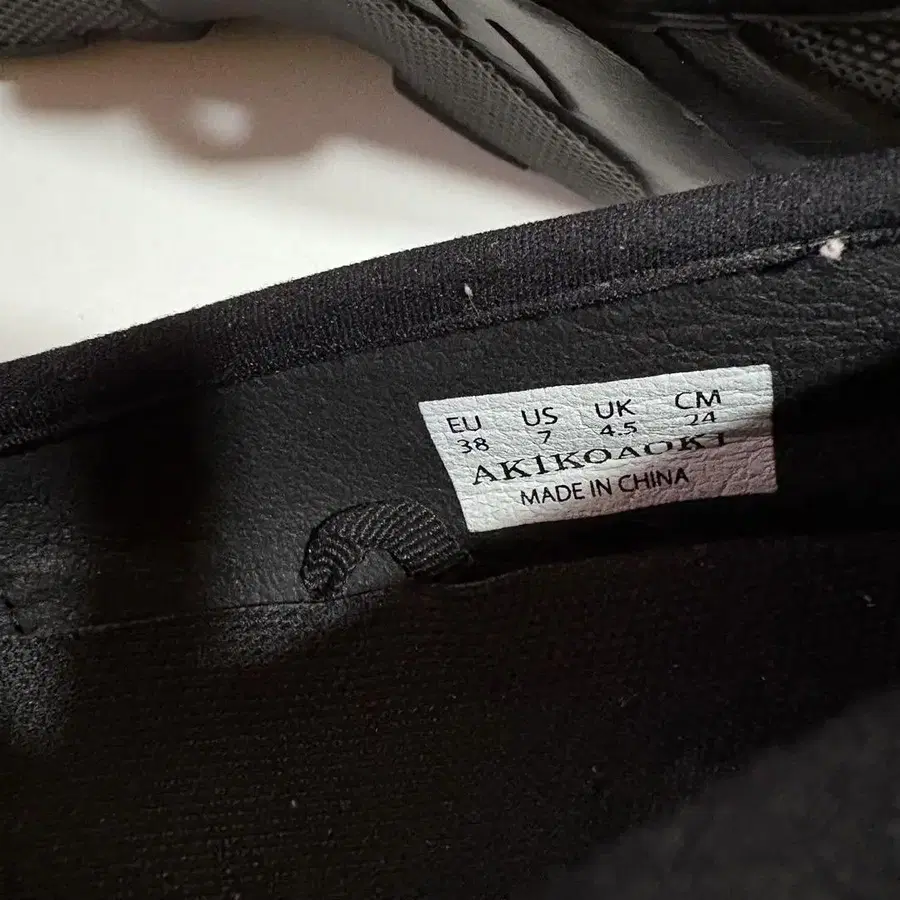 EU US UK CM
38 7 4.5 24
AKIKOAOKI
MADE IN CHINA